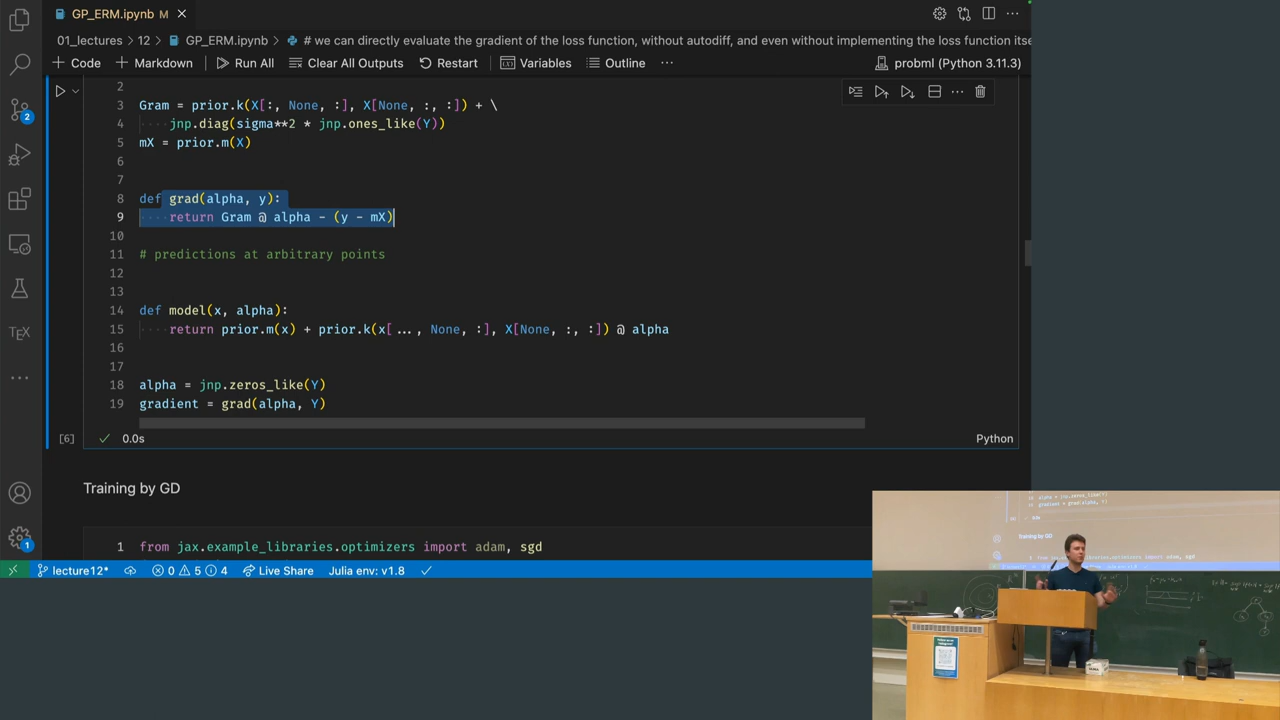 GP_ERM.ipynb
01_lectures > 12 > GP_ERM.ipynb > # we can directly evaluate the gradient of the loss function, without autodiff, and even without implementing the loss function itse
+ Code + Markdown Run All Clear All Outputs Restart Variables Outline ... probml (Python 3.11.3)
2
3 Gram = prior.k(X[:, None, :], X[None, :, :]) + \
4 jnp.diag(sigma**2 * jnp.ones_like(Y))
5 mX = prior.m(X)
6
7
8 def grad(alpha, y):
9 return Gram @ alpha - (y - mX)
10
11 # predictions at arbitrary points
12
13
14 def model(x, alpha):
15 return prior.m(x) + prior.k(x[..., None, :], X[None, :, :]) @ alpha
16
17
18 alpha = jnp.zeros_like(Y)
19 gradient = grad(alpha, Y)
[6] 0.0s Python
Training by GD
1 from jax.example_libraries.optimizers import adam, sgd
lecture12* 0 5 4 Live Share Julia env: v1.8
2
TEX
1
Training by GD